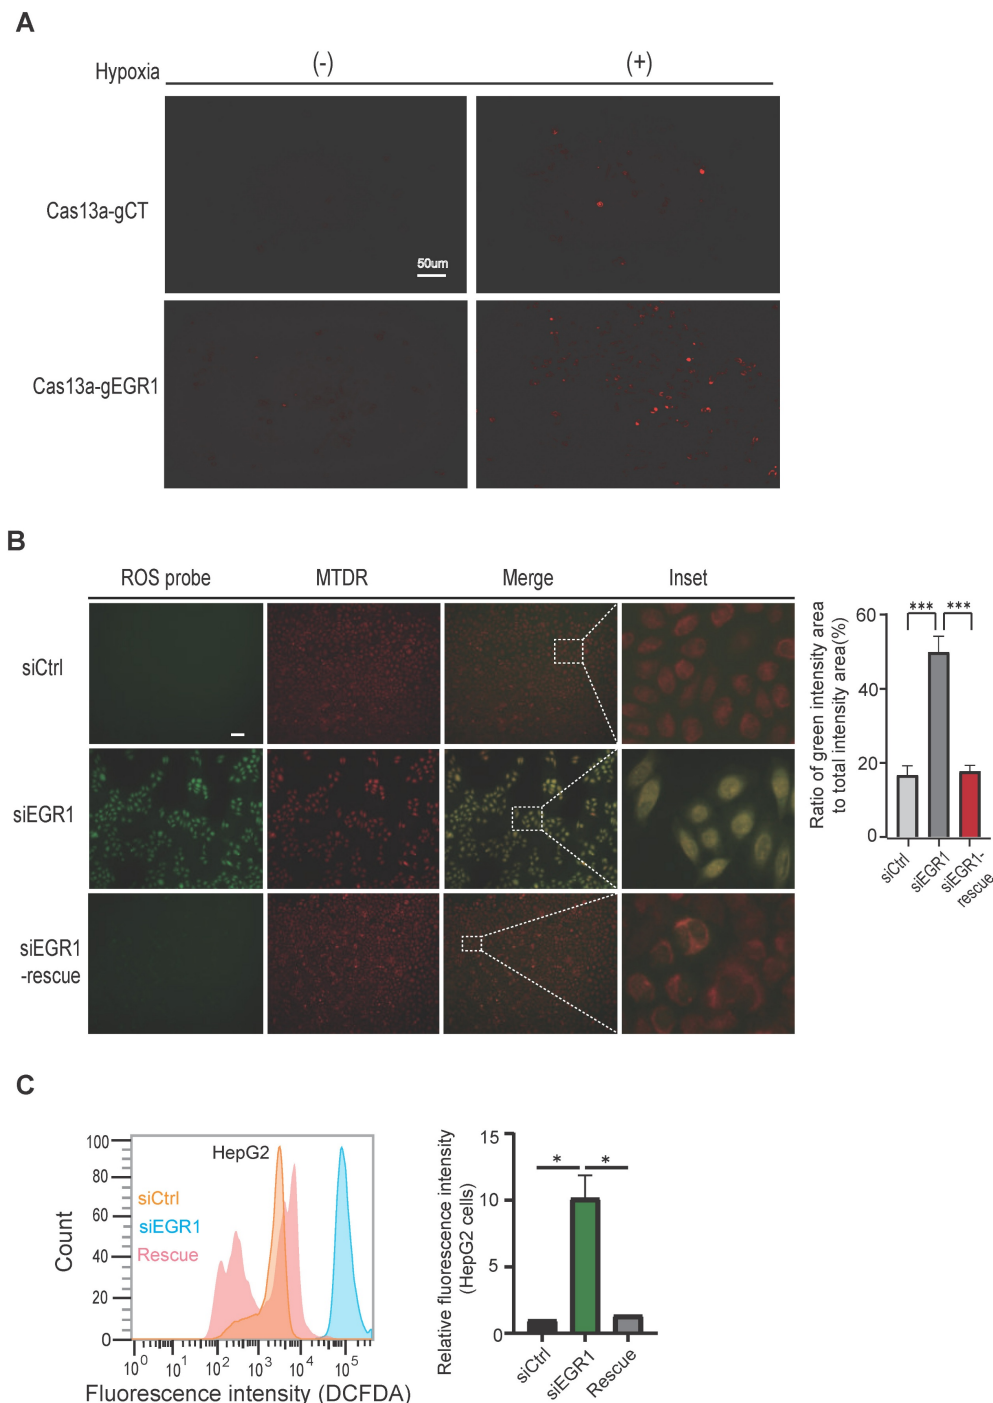 A
Hypoxia
(-)
(+)
Cas13a-gCT
50um
Cas13a-gEGR1
B
ROS probe
MTDR
Merge
Inset
siCtrl
siEGR1
siEGR1
-rescue
Ratio of green intensity area
to total intensity area(%)
60
40
20
0
***
***
siCtrl
siEGR1
siEGR1-
rescue
C
Count
100
80
60
40
20
0
HepG2
siCtrl
siEGR1
Rescue
10^0
10^1
10^2
10^3
10^4
10^5
Fluorescence intensity (DCFDA)
Relative fluorescence intensity
(HepG2 cells)
15
10
5
0
*
*
siCtrl
siEGR1
Rescue